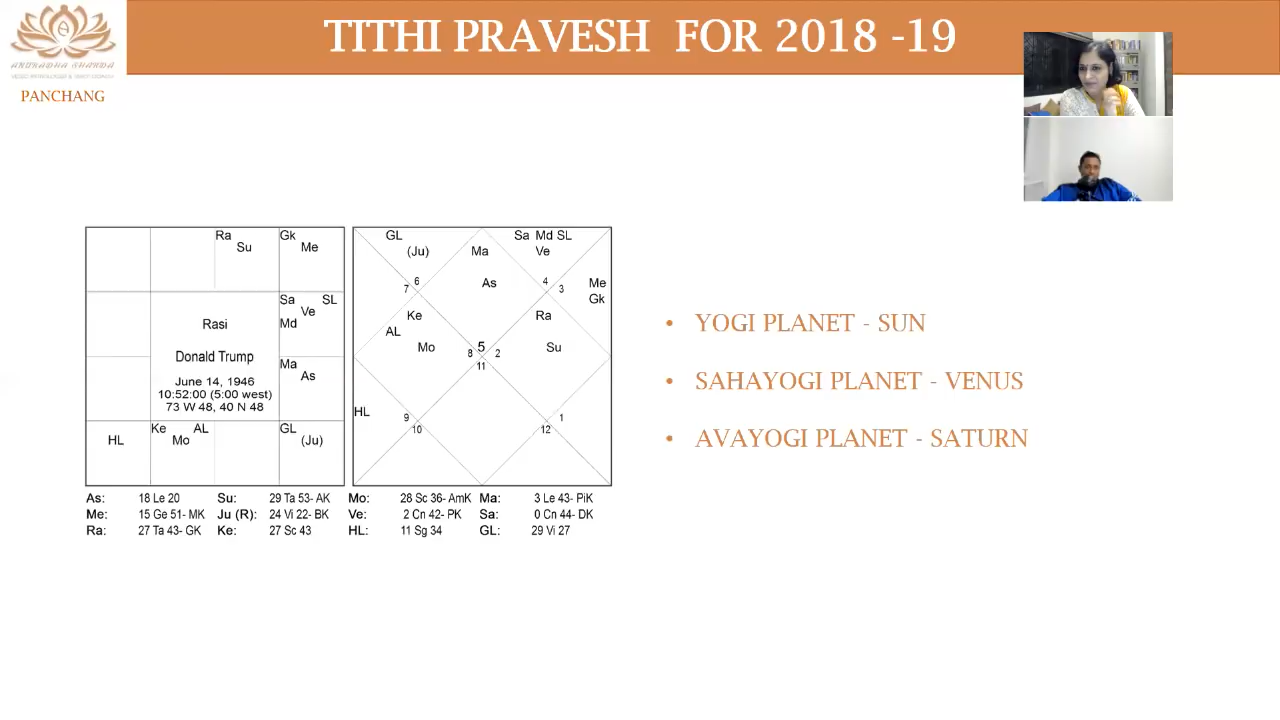 TITHI PRAVESH FOR 2018 -19
ANURADHA SHARDA
VEDIC ASTROLOGER & VASTU CONSULT
PANCHANG
Ra
Su
Gk
Me
Sa SL
Ve
Md
Ma
As
GL
(Ju)
Ke AL
Mo
HL
Rasi
Donald Trump
June 14, 1946
10:52:00 (5:00 west)
73 W 48, 40 N 48
GL
(Ju)
Ma
As
Sa Md SL
Ve
Me
Gk
6
7
4
3
Ke
AL
Mo
Ra
Su
5
8 2
11
HL
9
10
1
12
As: 18 Le 20 Su: 29 Ta 53- AK Mo: 28 Sc 36- AmK Ma: 3 Le 43- PiK
Me: 15 Ge 51- MK Ju (R): 24 Vi 22- BK Ve: 2 Cn 42- PK Sa: 0 Cn 44- DK
Ra: 27 Ta 43- GK Ke: 27 Sc 43 HL: 11 Sg 34 GL: 29 Vi 27
• YOGI PLANET - SUN
• SAHAYOGI PLANET - VENUS
• AVAYOGI PLANET - SATURN